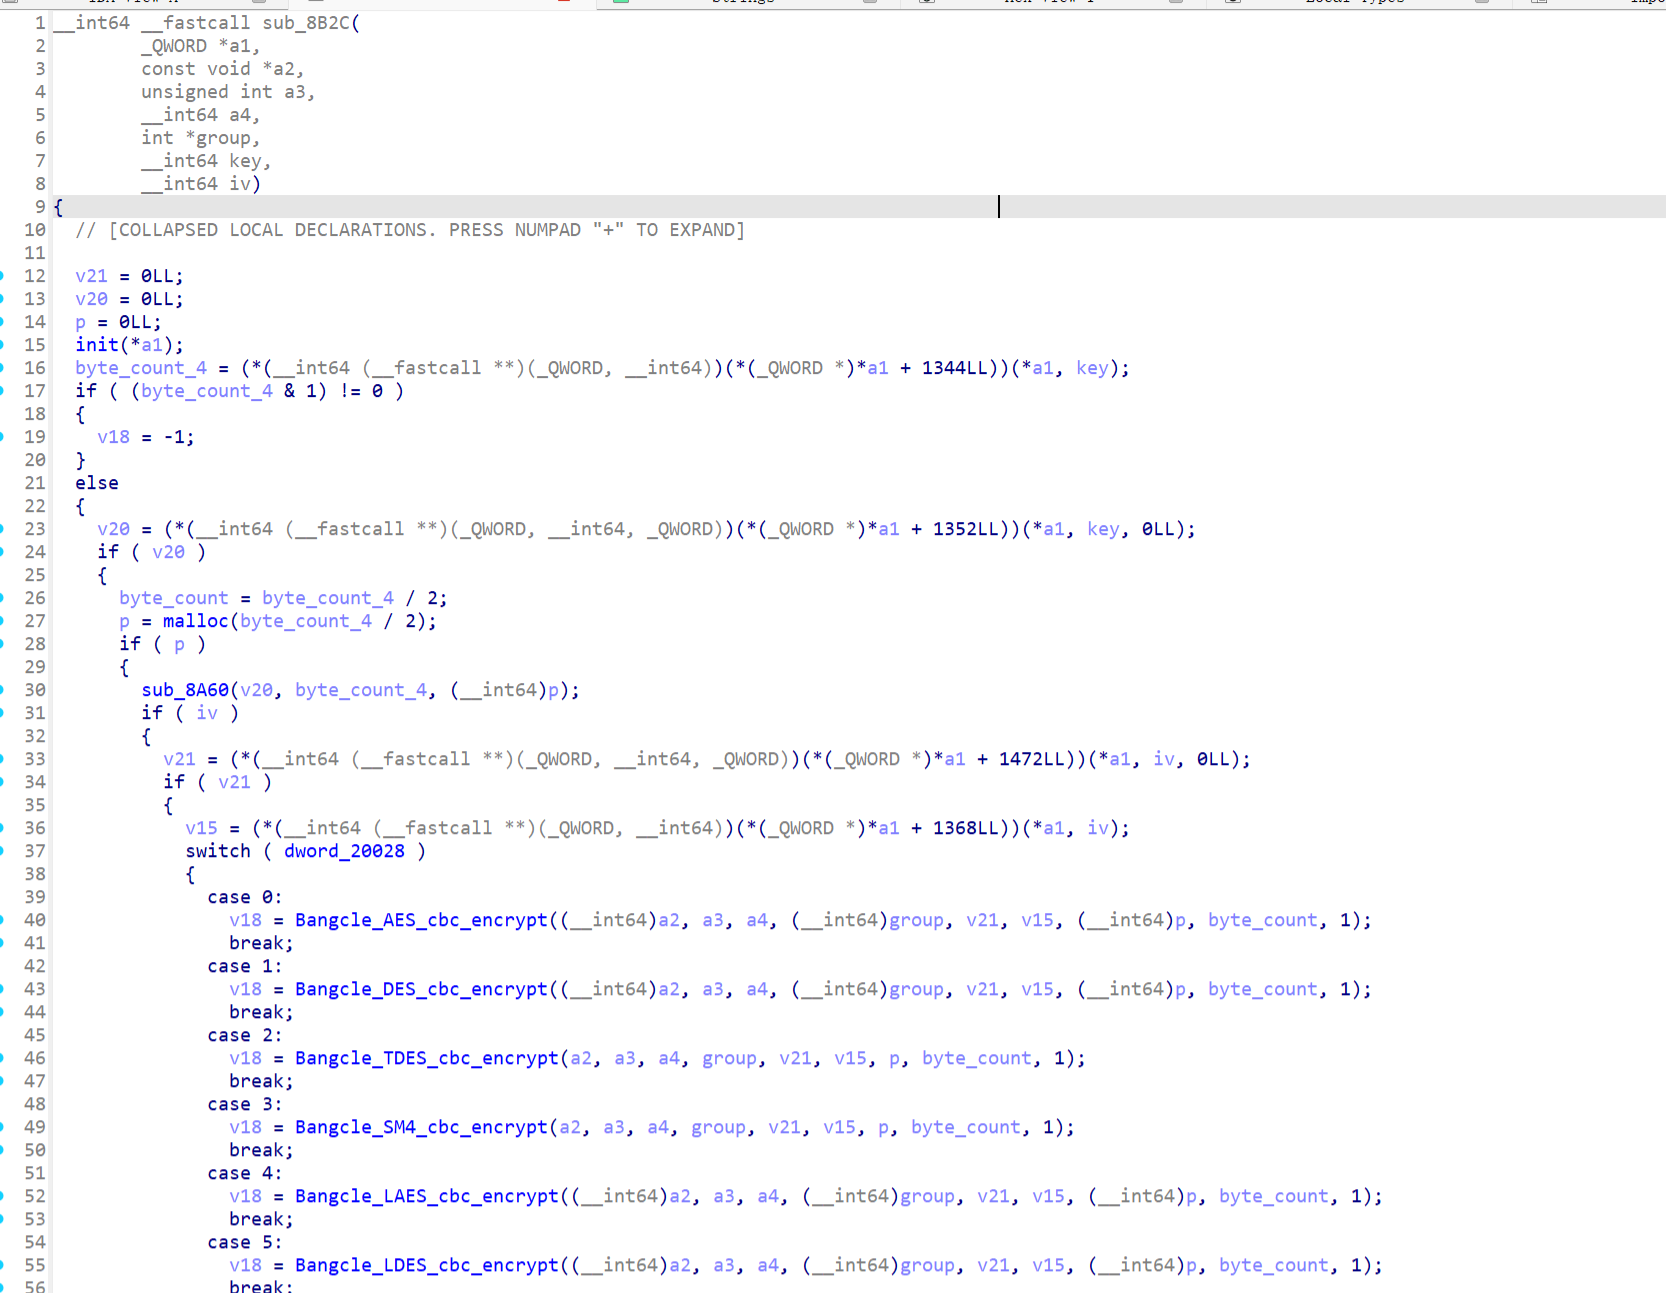 1 __int64 __fastcall sub_8B2C(
2         _QWORD *a1,
3         const void *a2,
4         unsigned int a3,
5         __int64 a4,
6         int *group,
7         __int64 key,
8         __int64 iv)
9 {
10   // [COLLAPSED LOCAL DECLARATIONS. PRESS NUMPAD "+" TO EXPAND]
11
12   v21 = 0LL;
13   v20 = 0LL;
14   p = 0LL;
15   init(*a1);
16   byte_count_4 = (*(__int64 (__fastcall **)(_QWORD, __int64))(*(_QWORD *)*a1 + 1344LL))(*a1, key);
17   if ( (byte_count_4 & 1) != 0 )
18   {
19     v18 = -1;
20   }
21   else
22   {
23     v20 = (*(__int64 (__fastcall **)(_QWORD, __int64, _QWORD))(*(_QWORD *)*a1 + 1352LL))(*a1, key, 0LL);
24     if ( v20 )
25     {
26       byte_count = byte_count_4 / 2;
27       p = malloc(byte_count_4 / 2);
28       if ( p )
29       {
30         sub_8A60(v20, byte_count_4, (__int64)p);
31         if ( iv )
32         {
33           v21 = (*(__int64 (__fastcall **)(_QWORD, __int64, _QWORD))(*(_QWORD *)*a1 + 1472LL))(*a1, iv, 0LL);
34           if ( v21 )
35           {
36             v15 = (*(__int64 (__fastcall **)(_QWORD, __int64))(*(_QWORD *)*a1 + 1368LL))(*a1, iv);
37             switch ( dword_20028 )
38             {
39               case 0:
40                 v18 = Bangcle_AES_cbc_encrypt((__int64)a2, a3, a4, (__int64)group, v21, v15, (__int64)p, byte_count, 1);
41                 break;
42               case 1:
43                 v18 = Bangcle_DES_cbc_encrypt((__int64)a2, a3, a4, (__int64)group, v21, v15, (__int64)p, byte_count, 1);
44                 break;
45               case 2:
46                 v18 = Bangcle_TDES_cbc_encrypt(a2, a3, a4, group, v21, v15, p, byte_count, 1);
47                 break;
48               case 3:
49                 v18 = Bangcle_SM4_cbc_encrypt(a2, a3, a4, group, v21, v15, p, byte_count, 1);
50                 break;
51               case 4:
52                 v18 = Bangcle_LAES_cbc_encrypt((__int64)a2, a3, a4, (__int64)group, v21, v15, (__int64)p, byte_count, 1);
53                 break;
54               case 5:
55                 v18 = Bangcle_LDES_cbc_encrypt((__int64)a2, a3, a4, (__int64)group, v21, v15, (__int64)p, byte_count, 1);
56                 break;